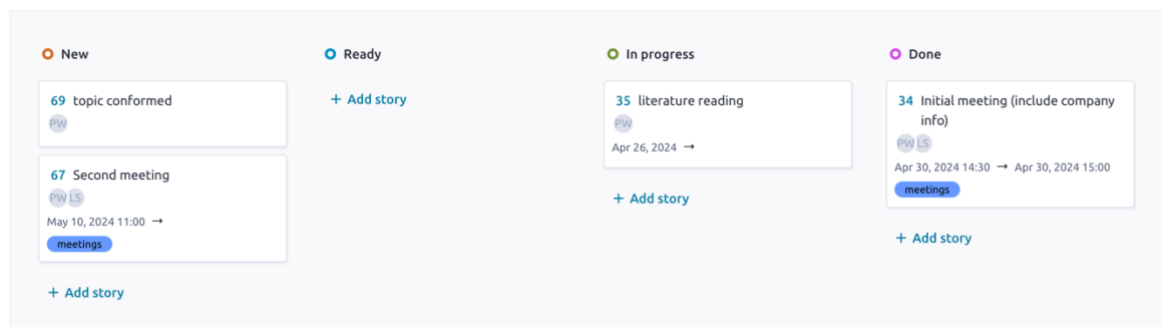 New
69 topic conformed
PW
67 Second meeting
PW LS
May 10, 2024 11:00 →
meetings
+ Add story
Ready
+ Add story
In progress
35 literature reading
PW
Apr 26, 2024 →
+ Add story
Done
34 Initial meeting (include company
info)
PW LS
Apr 30, 2024 14:30 → Apr 30, 2024 15:00
meetings
+ Add story